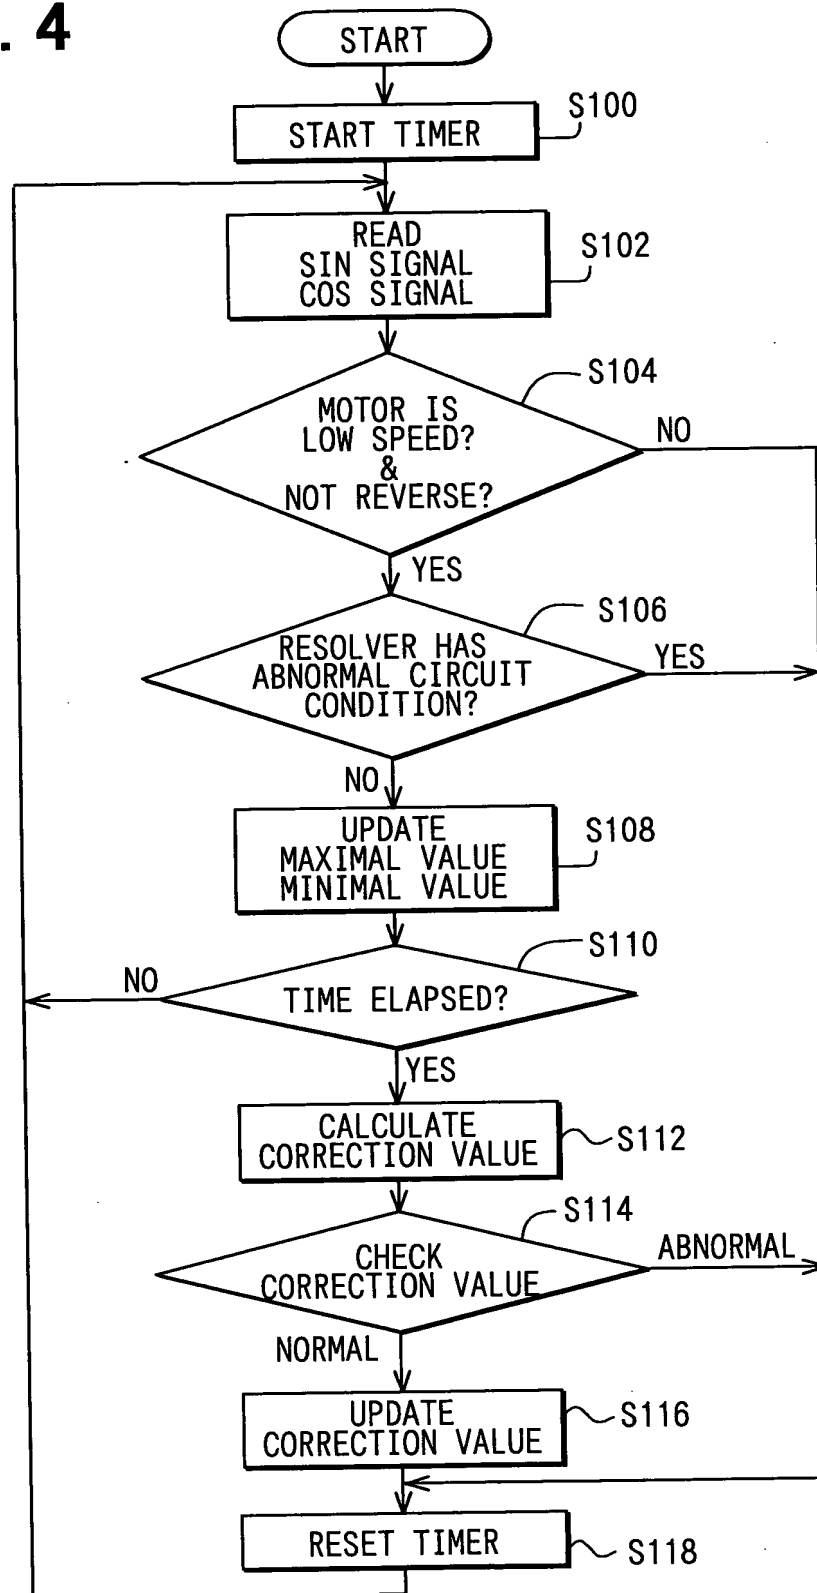 . 4
START
START TIMER
S100
READ
SIN SIGNAL
COS SIGNAL
S102
MOTOR IS
LOW SPEED?
&
NOT REVERSE?
S104
NO
YES
RESOLVER HAS
ABNORMAL CIRCUIT
CONDITION?
S106
YES
NO
UPDATE
MAXIMAL VALUE
MINIMAL VALUE
S108
TIME ELAPSED?
S110
NO
YES
CALCULATE
CORRECTION VALUE
S112
CHECK
CORRECTION VALUE
S114
ABNORMAL
NORMAL
UPDATE
CORRECTION VALUE
S116
RESET TIMER
S118